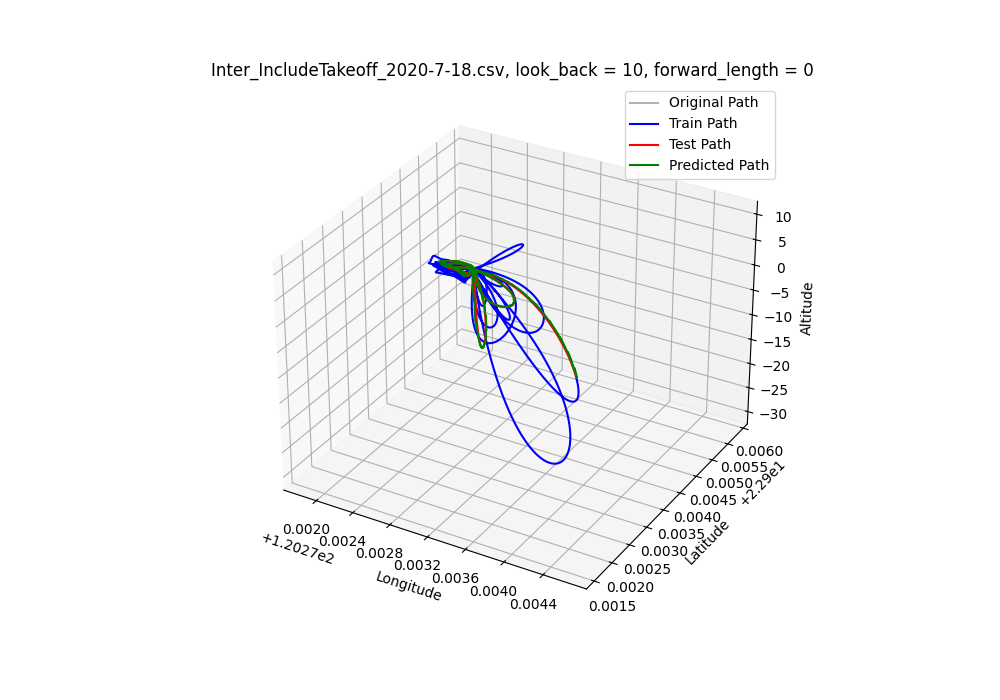 Inter_IncludeTakeoff_2020-7-18.csv, look_back = 10, forward_length = 0
Original Path
Train Path
Test Path
Predicted Path
10
5
0
−5
−10
−15
−20
−25
−30
Altitude
0.0060
0.0055
0.0050
0.0045
0.0040
0.0035
0.0030
0.0025
0.0020
0.0015
+2.29e1
Latitude
0.0020
0.0024
0.0028
0.0032
0.0036
0.0040
0.0044
+1.2027e2
Longitude